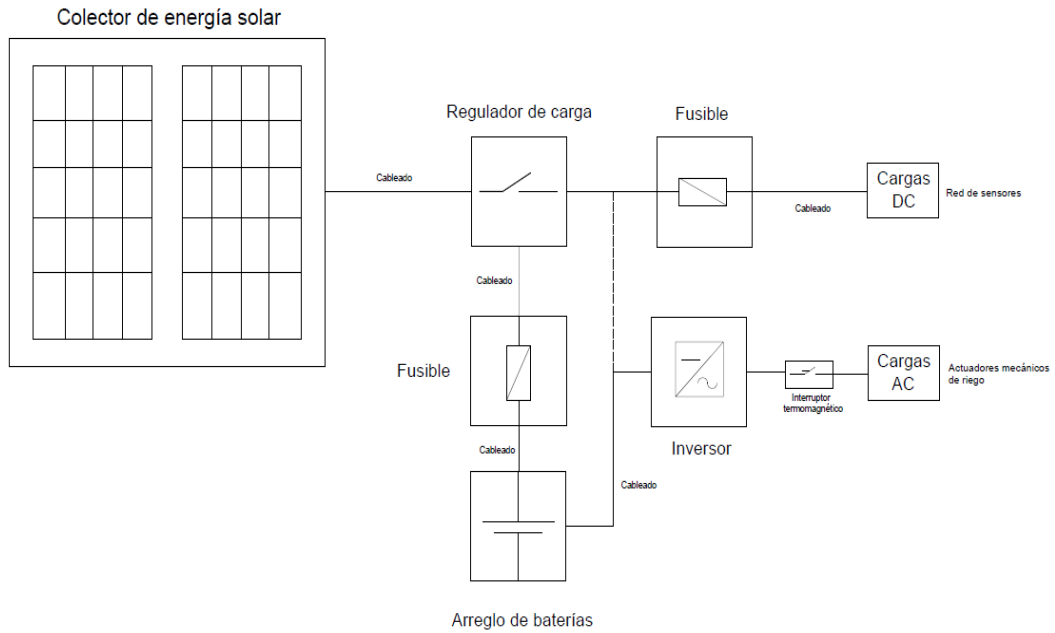 Colector de energía solar
Regulador de carga
Fusible
Cableado
Cargas
DC
Red de sensores
Cableado
Cableado
Fusible
Cargas
AC
Actuadores mecánicos
de riego
Interruptor
termomagnético
Inversor
Cableado
Cableado
Arreglo de baterías